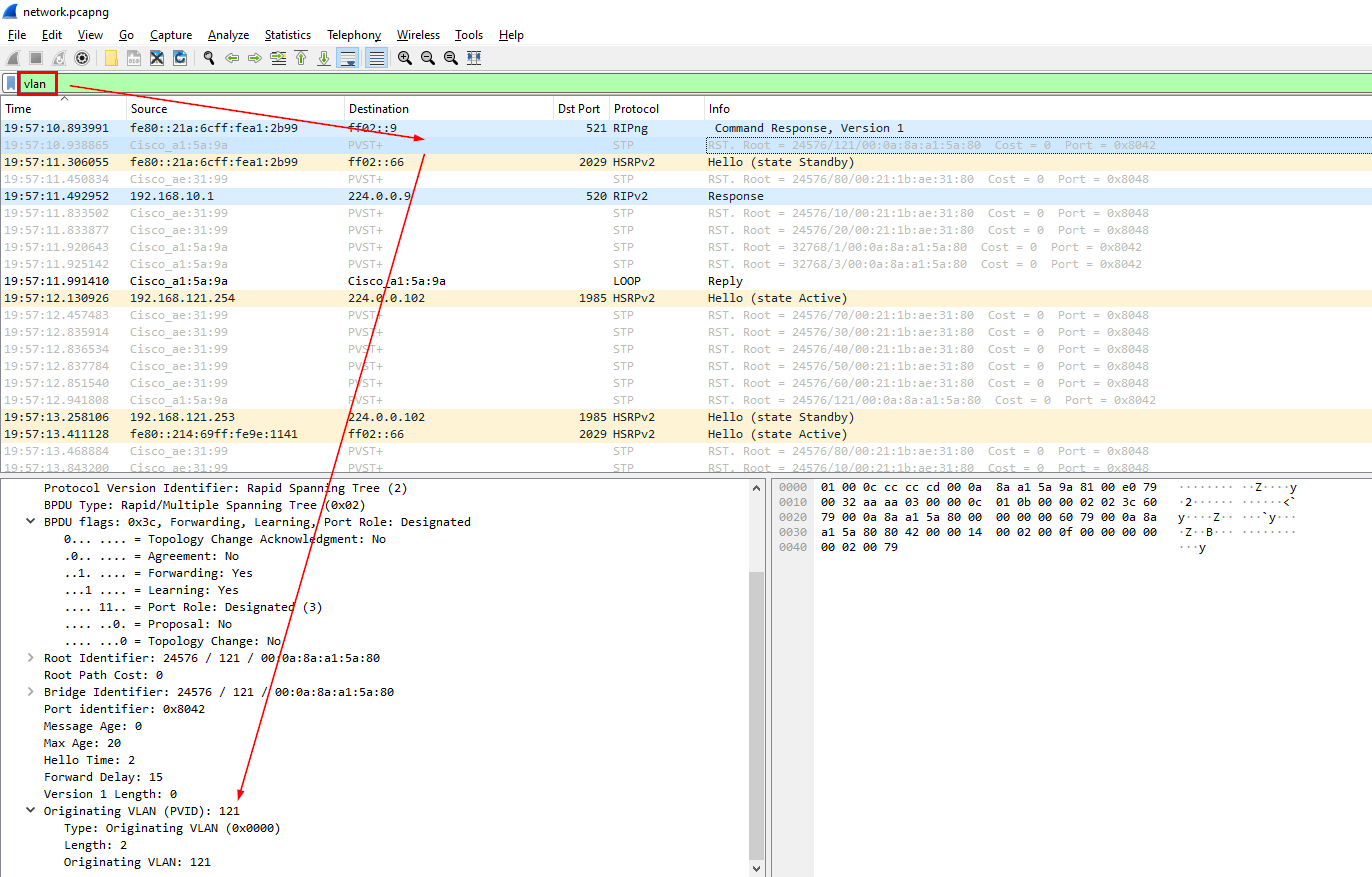 network.pcapng
File Edit View Go Capture Analyze Statistics Telephony Wireless Tools Help
vlan
Time Source Destination Dst Port Protocol Info
19:57:10.893991 fe80::21a:6cff:fea1:2b99 ff02::9 521 RIPng Command Response, Version 1
19:57:10.938865 Cisco_a1:5a:9a PVST+ STP RST. Root = 24576/121/00:0a:8a:a1:5a:80 Cost = 0 Port = 0x8042
19:57:11.306055 fe80::21a:6cff:fea1:2b99 ff02::66 2029 HSRPv2 Hello (state Standby)
19:57:11.450834 Cisco_ae:31:99 PVST+ STP RST. Root = 24576/80/00:21:1b:ae:31:80 Cost = 0 Port = 0x8048
19:57:11.492952 192.168.10.1 224.0.0.9 520 RIPv2 Response
19:57:11.833502 Cisco_ae:31:99 PVST+ STP RST. Root = 24576/10/00:21:1b:ae:31:80 Cost = 0 Port = 0x8048
19:57:11.833877 Cisco_ae:31:99 PVST+ STP RST. Root = 24576/20/00:21:1b:ae:31:80 Cost = 0 Port = 0x8048
19:57:11.920643 Cisco_a1:5a:9a PVST+ STP RST. Root = 32768/1/00:0a:8a:a1:5a:80 Cost = 0 Port = 0x8042
19:57:11.925142 Cisco_a1:5a:9a PVST+ STP RST. Root = 32768/3/00:0a:8a:a1:5a:80 Cost = 0 Port = 0x8042
19:57:11.991410 Cisco_a1:5a:9a Cisco_a1:5a:9a LOOP Reply
19:57:12.130926 192.168.121.254 224.0.0.102 1985 HSRPv2 Hello (state Active)
19:57:12.457483 Cisco_ae:31:99 PVST+ STP RST. Root = 24576/70/00:21:1b:ae:31:80 Cost = 0 Port = 0x8048
19:57:12.835914 Cisco_ae:31:99 PVST+ STP RST. Root = 24576/30/00:21:1b:ae:31:80 Cost = 0 Port = 0x8048
19:57:12.836534 Cisco_ae:31:99 PVST+ STP RST. Root = 24576/40/00:21:1b:ae:31:80 Cost = 0 Port = 0x8048
19:57:12.837784 Cisco_ae:31:99 PVST+ STP RST. Root = 24576/50/00:21:1b:ae:31:80 Cost = 0 Port = 0x8048
19:57:12.851540 Cisco_ae:31:99 PVST+ STP RST. Root = 24576/60/00:21:1b:ae:31:80 Cost = 0 Port = 0x8048
19:57:12.941808 Cisco_a1:5a:9a PVST+ STP RST. Root = 24576/121/00:0a:8a:a1:5a:80 Cost = 0 Port = 0x8042
19:57:13.258106 192.168.121.253 224.0.0.102 1985 HSRPv2 Hello (state Standby)
19:57:13.411128 fe80::214:69ff:fe9e:1141 ff02::66 2029 HSRPv2 Hello (state Active)
19:57:13.468884 Cisco_ae:31:99 PVST+ STP RST. Root = 24576/80/00:21:1b:ae:31:80 Cost = 0 Port = 0x8048
19:57:13.843200 Cisco_ae:31:99 PVST+ STP RST. Root = 24576/10/00:21:1b:ae:31:80 Cost = 0 Port = 0x8048
Protocol Version Identifier: Rapid Spanning Tree (2)
BPDU Type: Rapid/Multiple Spanning Tree (0x02)
BPDU flags: 0x3c, Forwarding, Learning, Port Role: Designated
0... .... = Topology Change Acknowledgment: No
.0.. .... = Agreement: No
..1. .... = Forwarding: Yes
...1 .... = Learning: Yes
.... 11.. = Port Role: Designated (3)
.... ..0. = Proposal: No
.... ...0 = Topology Change: No
Root Identifier: 24576 / 121 / 00:0a:8a:a1:5a:80
Root Path Cost: 0
Bridge Identifier: 24576 / 121 / 00:0a:8a:a1:5a:80
Port identifier: 0x8042
Message Age: 0
Max Age: 20
Hello Time: 2
Forward Delay: 15
Version 1 Length: 0
Originating VLAN (PVID): 121
Type: Originating VLAN (0x0000)
Length: 2
Originating VLAN: 121
0000 01 00 0c cc cc cd 00 0a 8a a1 5a 9a 81 00 e0 79 ········ ··Z····y
0010 00 32 aa aa 03 00 00 0c 01 0b 00 00 02 02 3c 60 ·2······ ······<`
0020 79 00 0a 8a a1 5a 80 00 00 00 00 60 79 00 0a 8a y····Z·· ···`y···
0030 a1 5a 80 80 42 00 00 14 00 02 00 0f 00 00 00 00 ·Z··B··· ········
0040 00 02 00 79 ···y